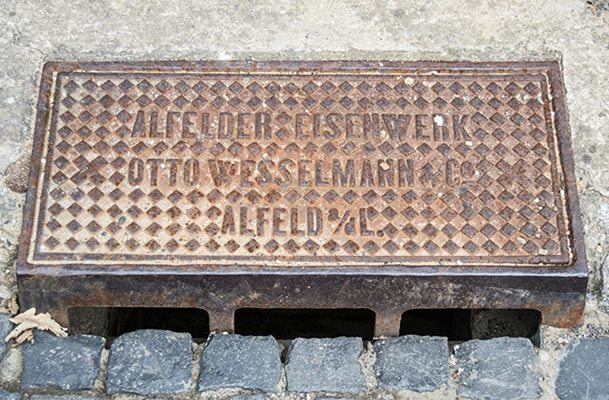 ALFELDER EISENWERK
OTTO WESSELMANN & Co
ALFELD a/L.